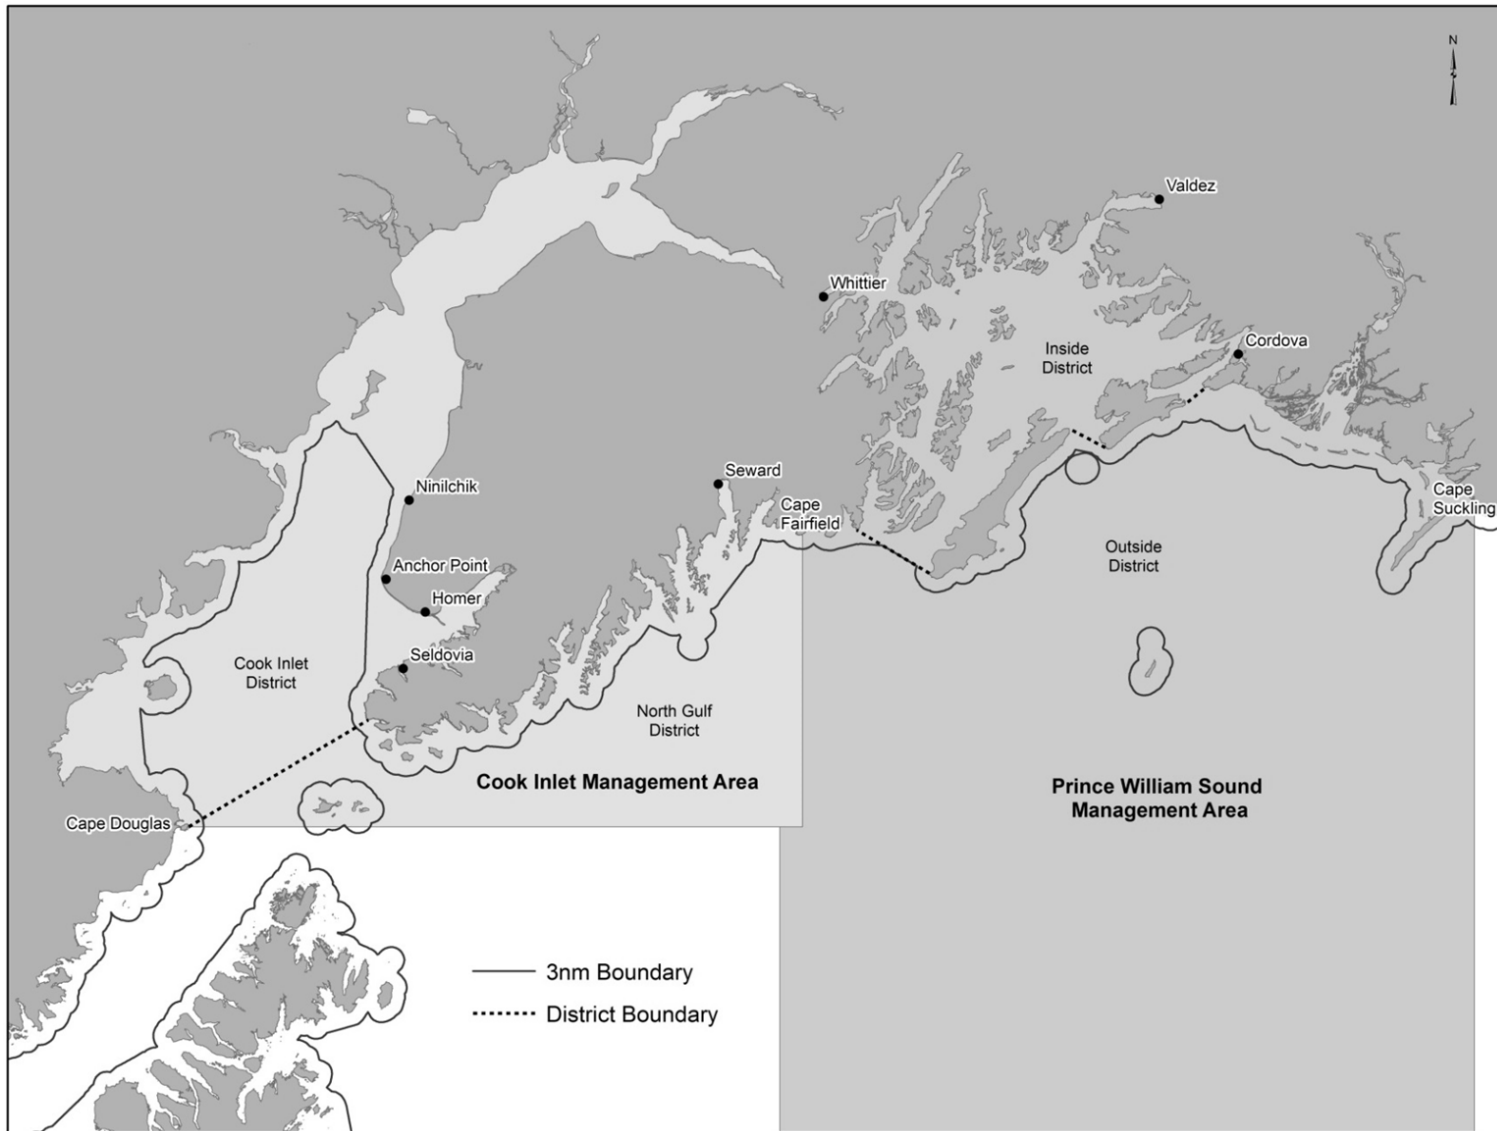 N
Valdez
Whittier
Inside
District
Cordova
Seward
Ninilchik
Cape
Fairfield
Cape
Suckling
Outside
District
Anchor Point
Homer
Seldovia
Cook Inlet
District
North Gulf
District
Cook Inlet Management Area
Prince William Sound
Management Area
Cape Douglas
3nm Boundary
District Boundary